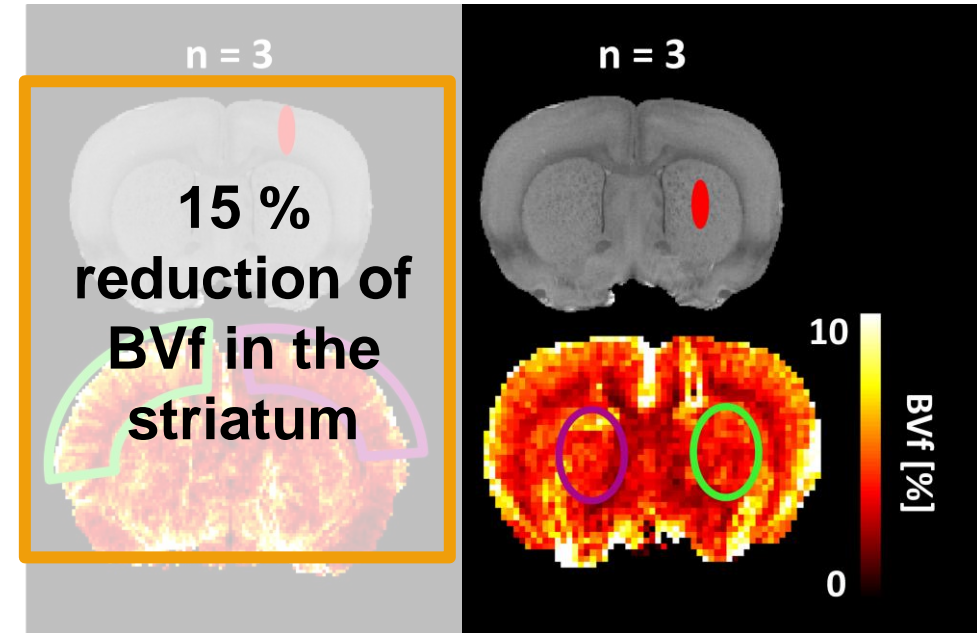 n = 3
15 %
reduction of
BVf in the
striatum
n = 3
10
BVf [%]
0